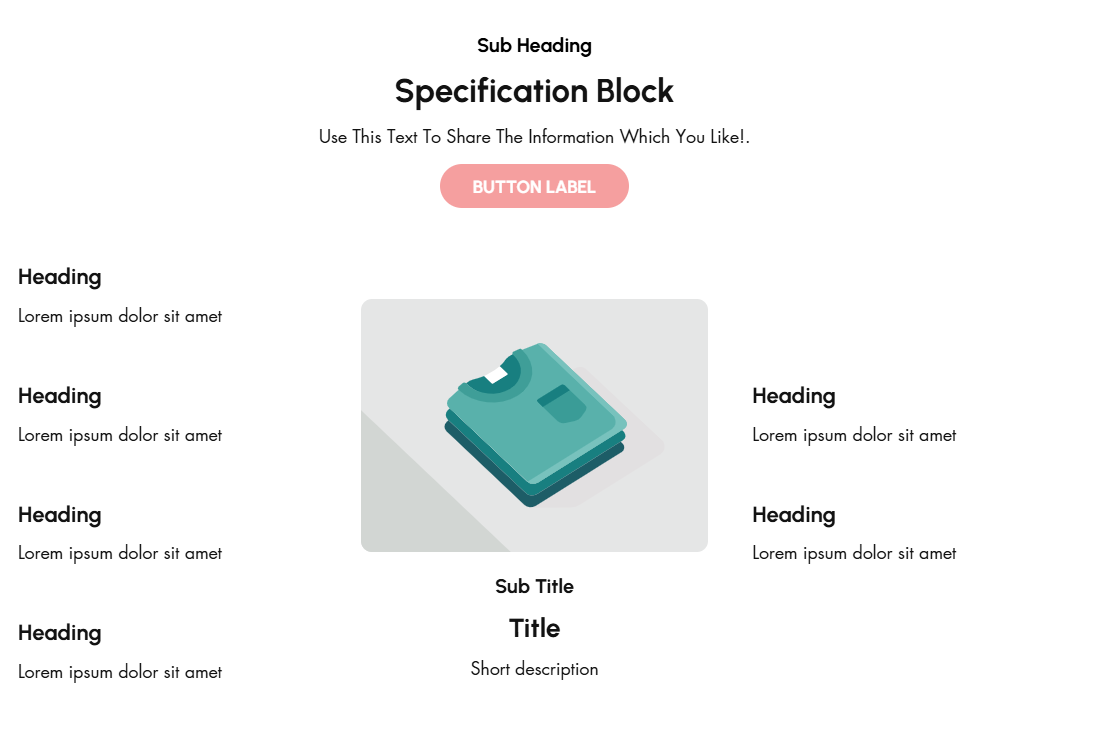 Sub Heading
Specification Block
Use This Text To Share The Information Which You Like!.
BUTTON LABEL
Heading
Lorem ipsum dolor sit amet
Heading
Lorem ipsum dolor sit amet
Heading
Lorem ipsum dolor sit amet
Heading
Lorem ipsum dolor sit amet
Sub Title
Title
Short description
Heading
Lorem ipsum dolor sit amet
Heading
Lorem ipsum dolor sit amet